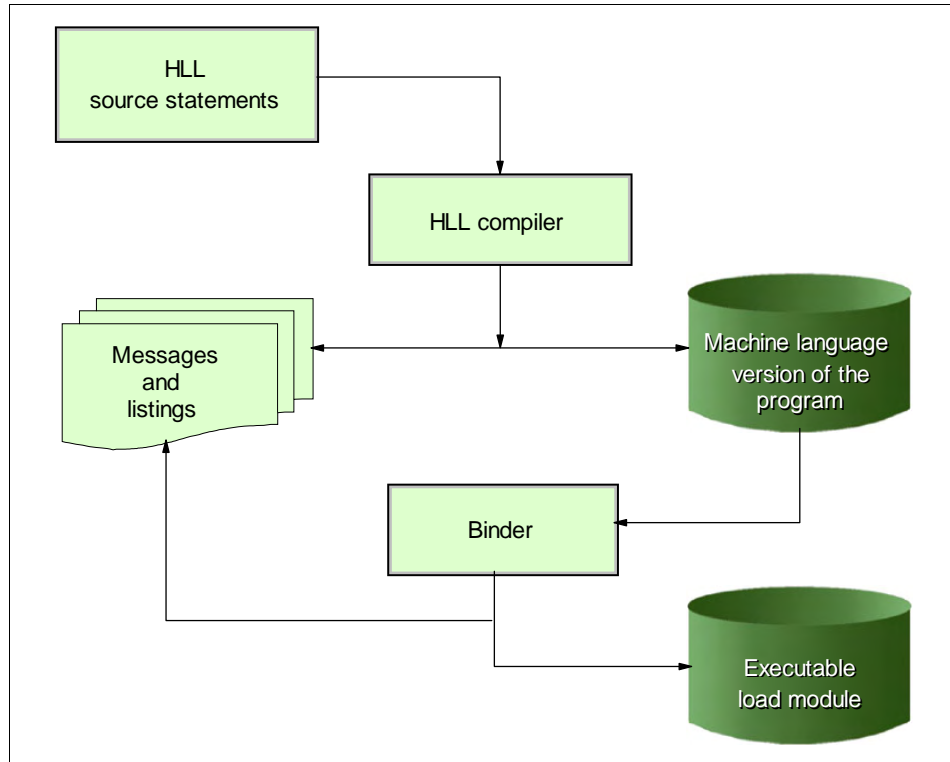 HLL
source statements
HLL compiler
Messages
and
listings
Machine language
version of the
program
Binder
Executable
load module